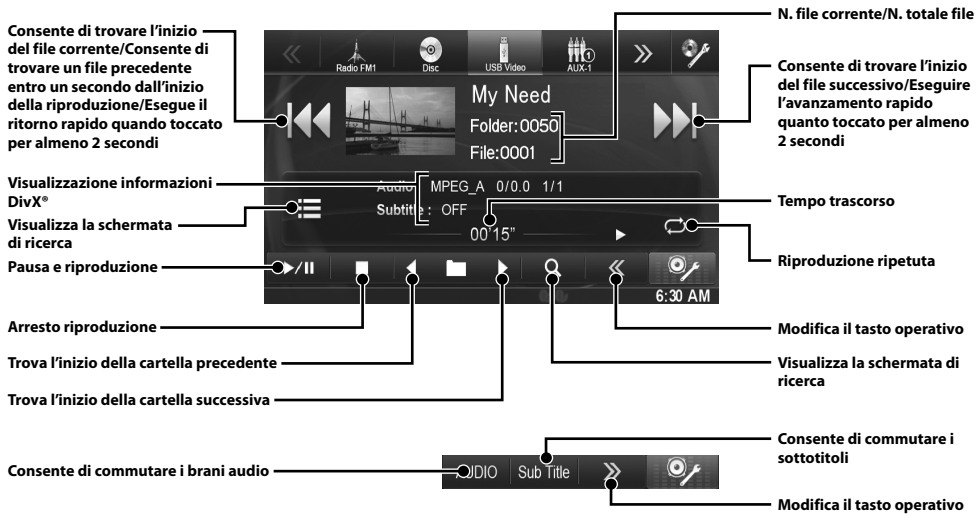 Consente di trovare l'inizio
del file corrente/Consente di
trovare un file precedente
entro un secondo dall'inizio
della riproduzione/Esegue il
ritorno rapido quando toccato
per almeno 2 secondi
Visualizzazione informazioni
DivX®
Visualizza la schermata
di ricerca
Pausa e riproduzione
Arresto riproduzione
Trova l'inizio della cartella precedente
Trova l'inizio della cartella successiva
Radio FM1
Disc
USB Video
AUX-1
My Need
Folder:0050
File:0001
MPEG_A 0/0.0 1/1
Subtitle : OFF
00'15"
6:30 AM
N. file corrente/N. totale file
Consente di trovare l'inizio
del file successivo/Eseguire
l'avanzamento rapido
quanto toccato per almeno
2 secondi
Tempo trascorso
Riproduzione ripetuta
Modifica il tasto operativo
Visualizza la schermata di
ricerca
Consente di commutare i brani audio
Sub Title
Consente di commutare i
sottotitoli
Modifica il tasto operativo